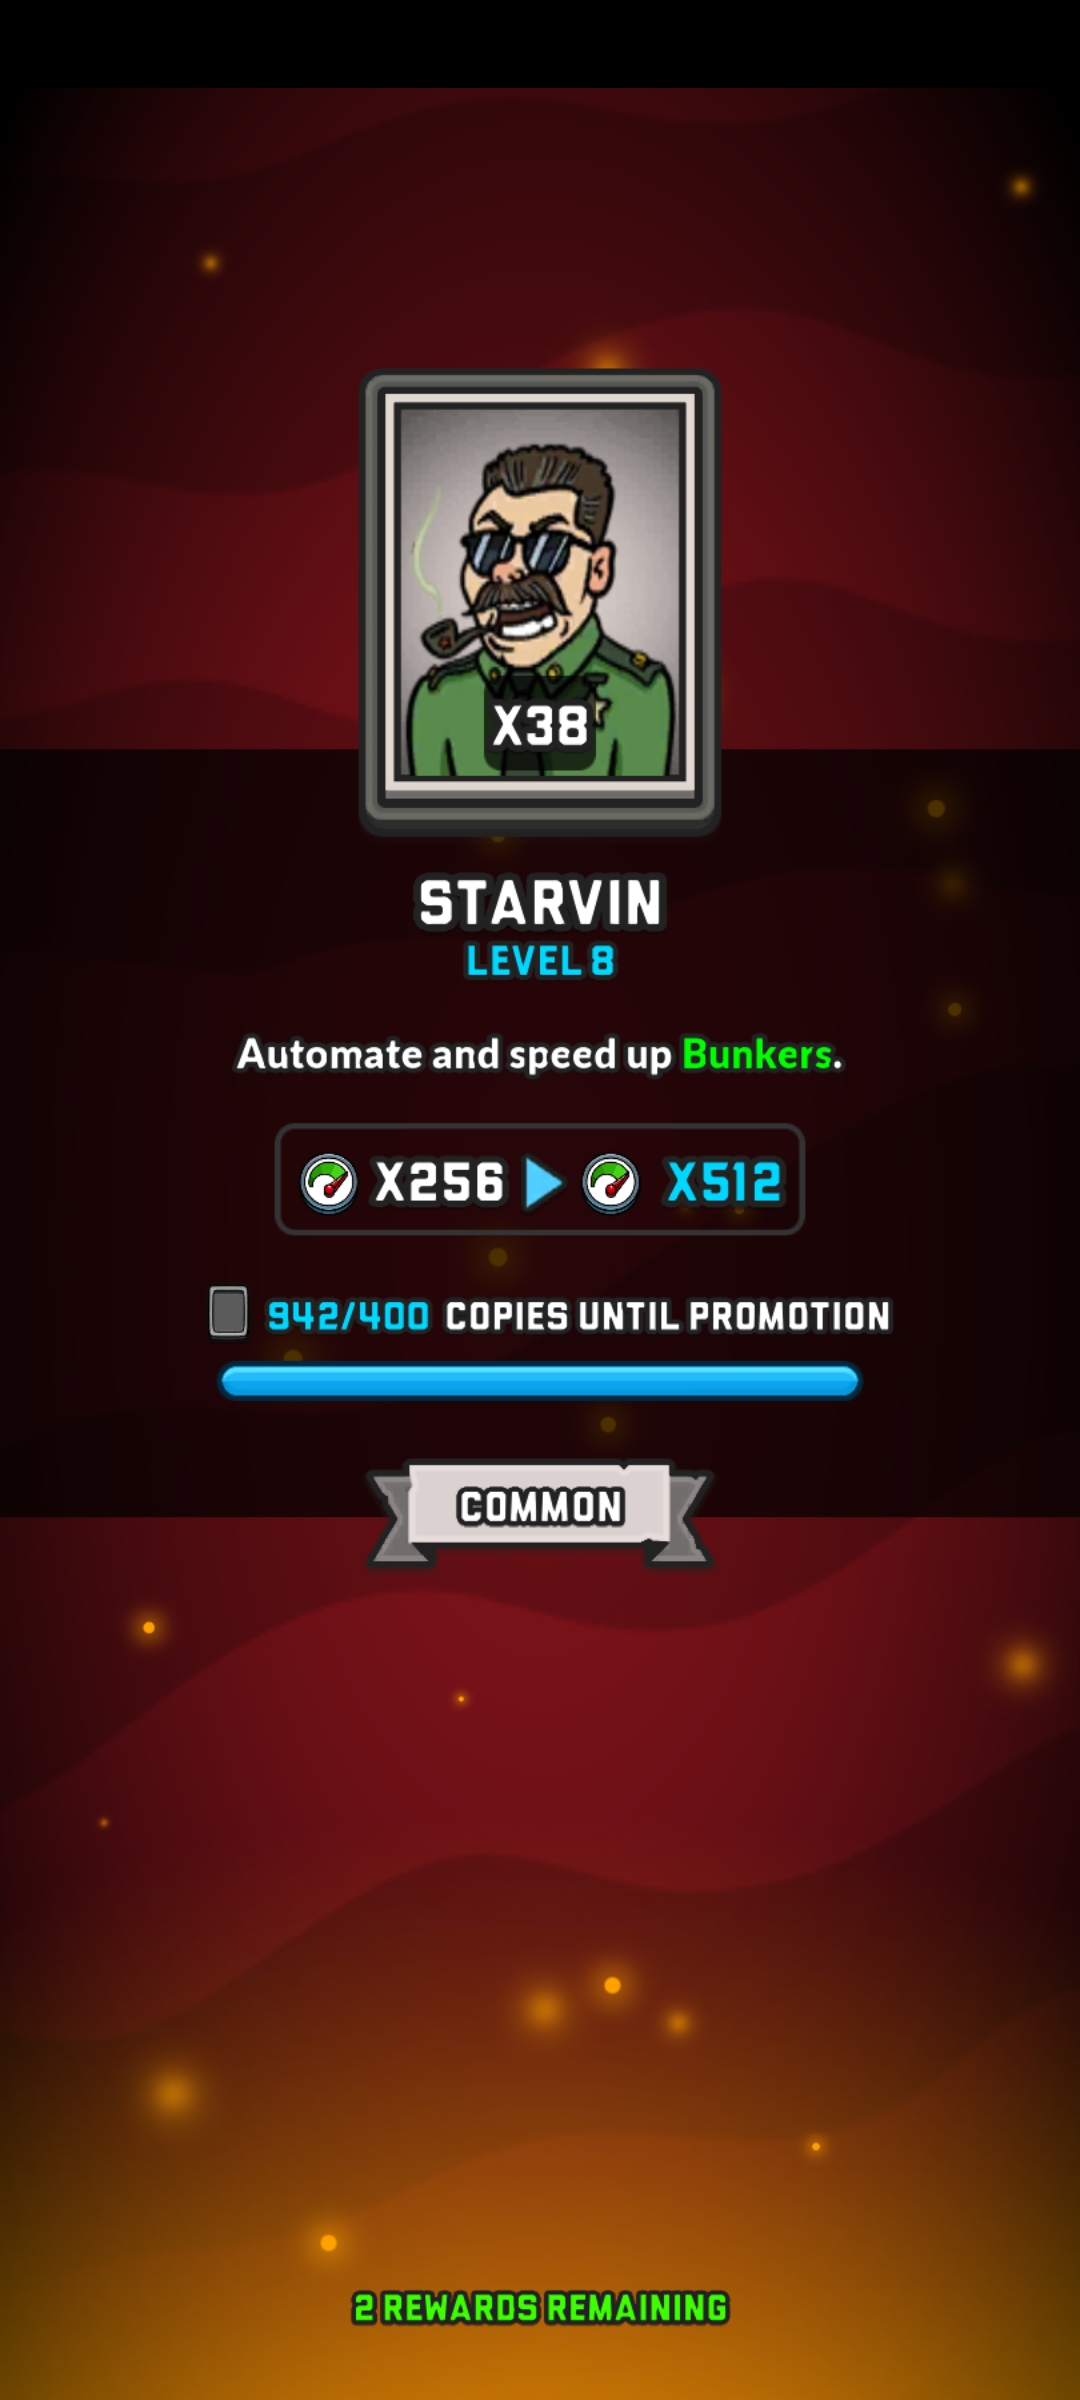 X38
STARVIN
LEVEL 8
Automate and speed up Bunkers.
X256 X512
942/400 COPIES UNTIL PROMOTION
COMMON
2 REWARDS REMAINING